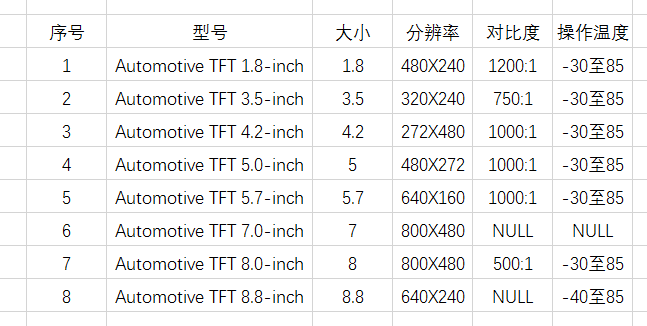 序号 型号 大小 分辨率 对比度 操作温度
1 Automotive TFT 1.8-inch 1.8 480X240 1200:1 -30至85
2 Automotive TFT 3.5-inch 3.5 320X240 750:1 -30至85
3 Automotive TFT 4.2-inch 4.2 272X480 1000:1 -30至85
4 Automotive TFT 5.0-inch 5 480X272 1000:1 -30至85
5 Automotive TFT 5.7-inch 5.7 640X160 1000:1 -30至85
6 Automotive TFT 7.0-inch 7 800X480 NULL NULL
7 Automotive TFT 8.0-inch 8 800X480 500:1 -30至85
8 Automotive TFT 8.8-inch 8.8 640X240 NULL -40至85